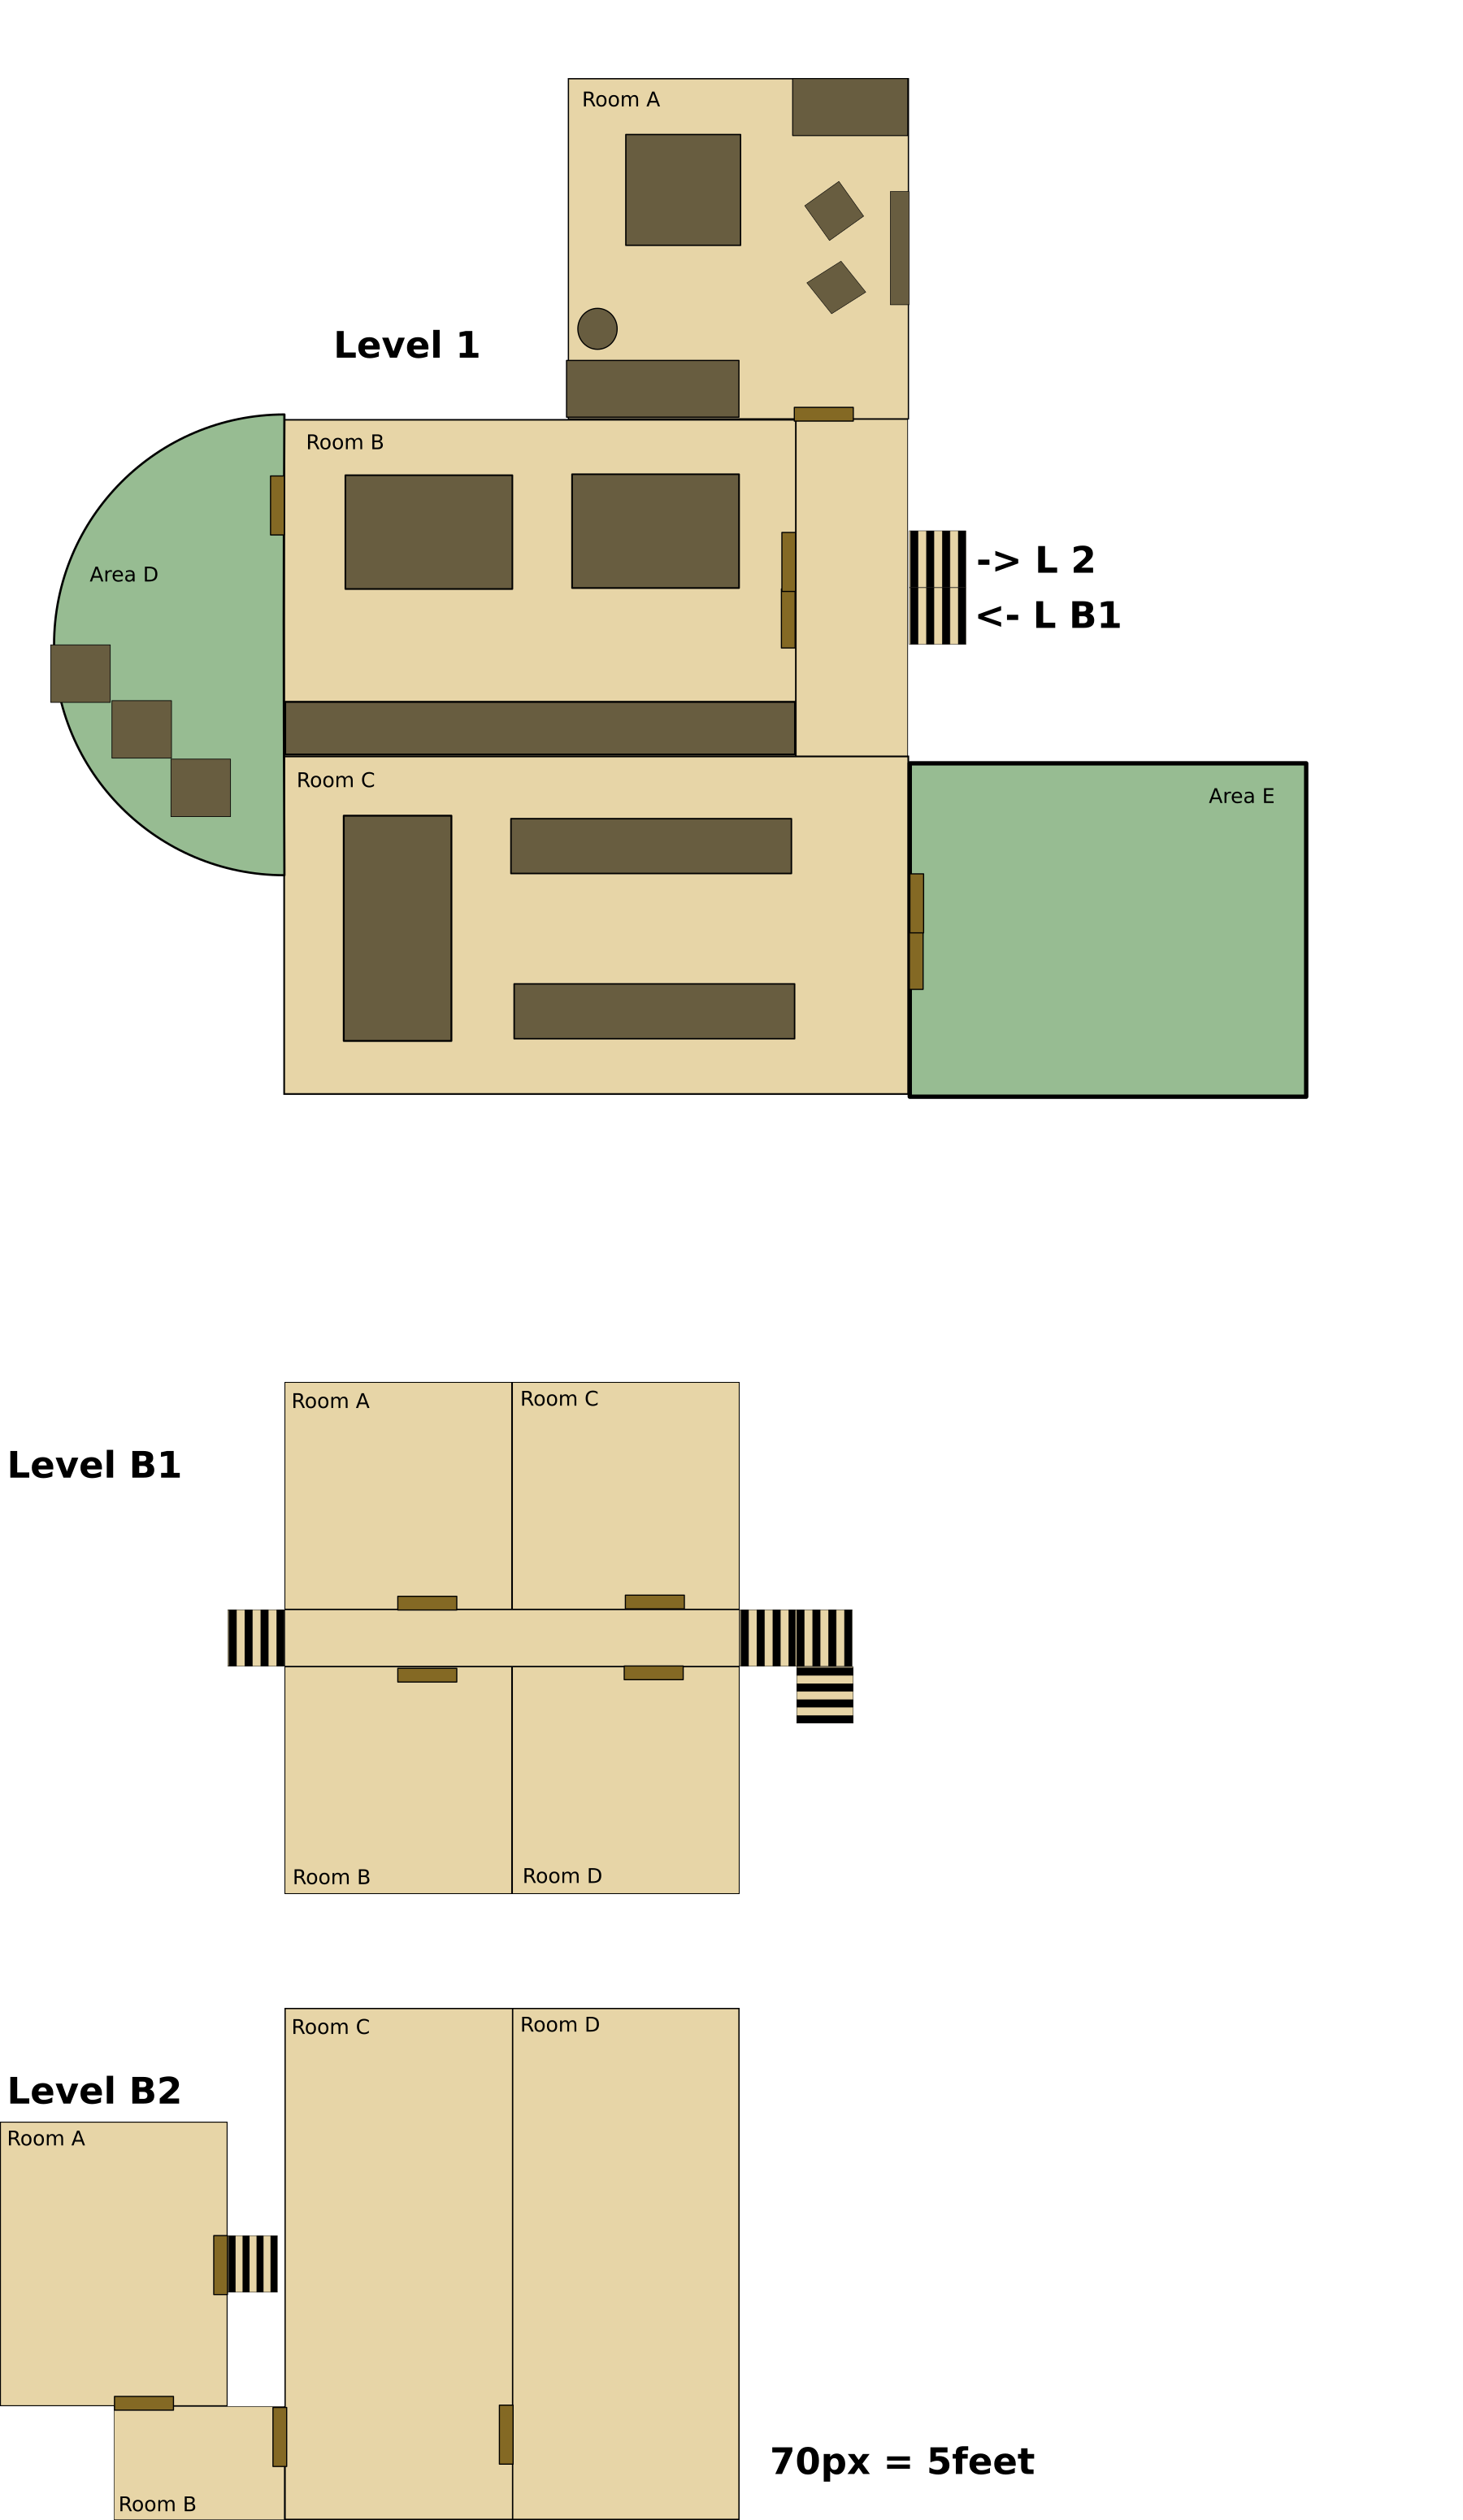 Room A
Level 1
Room B
-> L 2
Area D
<- L B1
Room C
Area E
Room A
Room C
Level B1
Room B
Room D
Room C
Room D
Level B2
Room A
70px = 5feet
Room B